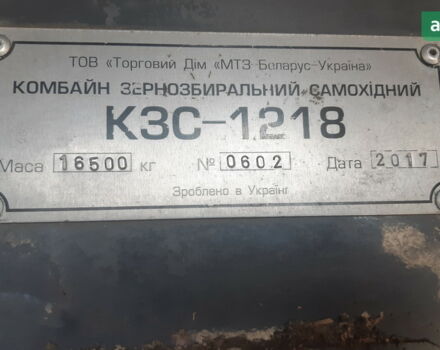 ТОВ "Торговий Дім «МТЗ-Беларус-Україна»
КОМБАЙН ЗЕРНОЗБИРАЛЬНИЙ САМОХІДНИЙ
КЗС-1218
Маса 16500 кг № 0602 Дата 2017
Зроблено в Україні
a